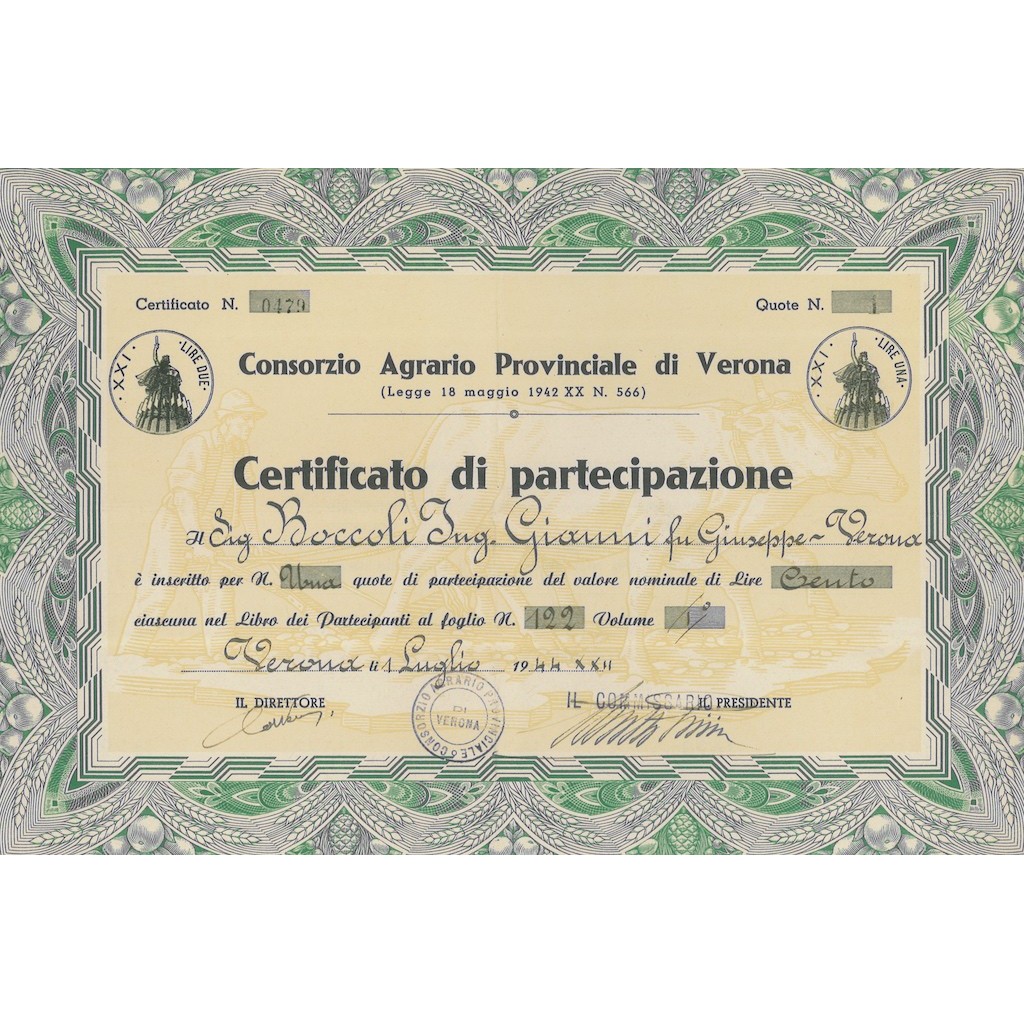 Certificato N. 0479
Quote N. 1
· XXI · LIRE DUE ·
· XXI · LIRE UNA ·
Consorzio Agrario Provinciale di Verona
(Legge 18 maggio 1942 XX N. 566)
Certificato di partecipazione
Il Sig Boccoli Ing. Gianni fu Giuseppe - Verona
è inscritto per N. Una quote di partecipazione del valore nominale di Lire Cento
ciascuna nel Libro dei Partecipanti al foglio N. 122 Volume 1º
Verona li 1 Luglio 1944 XXII
IL DIRETTORE
CONSORZIO AGRARIO PROVINCIALE DI VERONA
IL COMMISSARIO IL PRESIDENTE